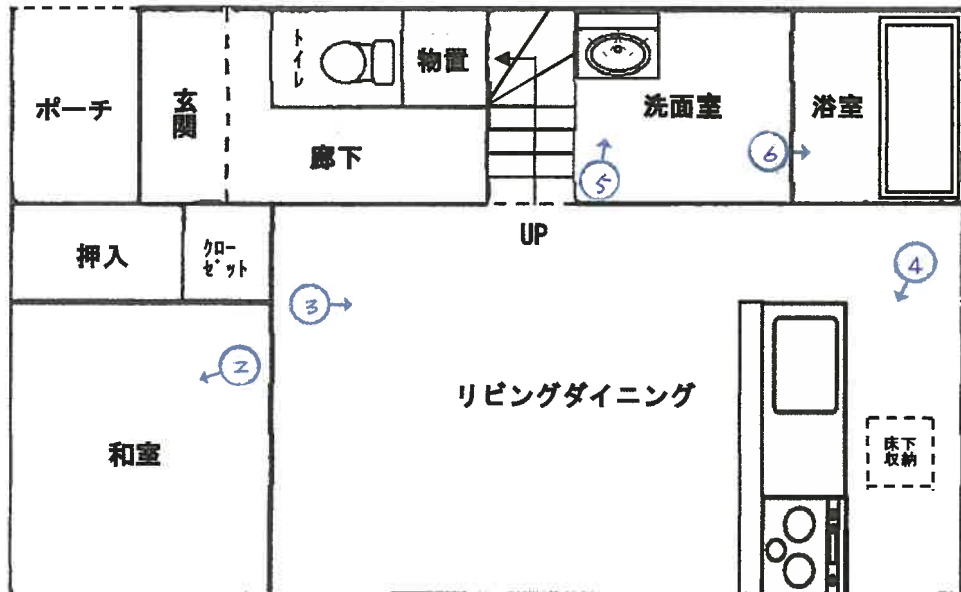 ポーチ
玄関
トイレ
物置
廊下
洗面室
浴室
⑤
⑥
押入
クローゼット
UP
③
④
②
リビングダイニング
和室
床下
収納